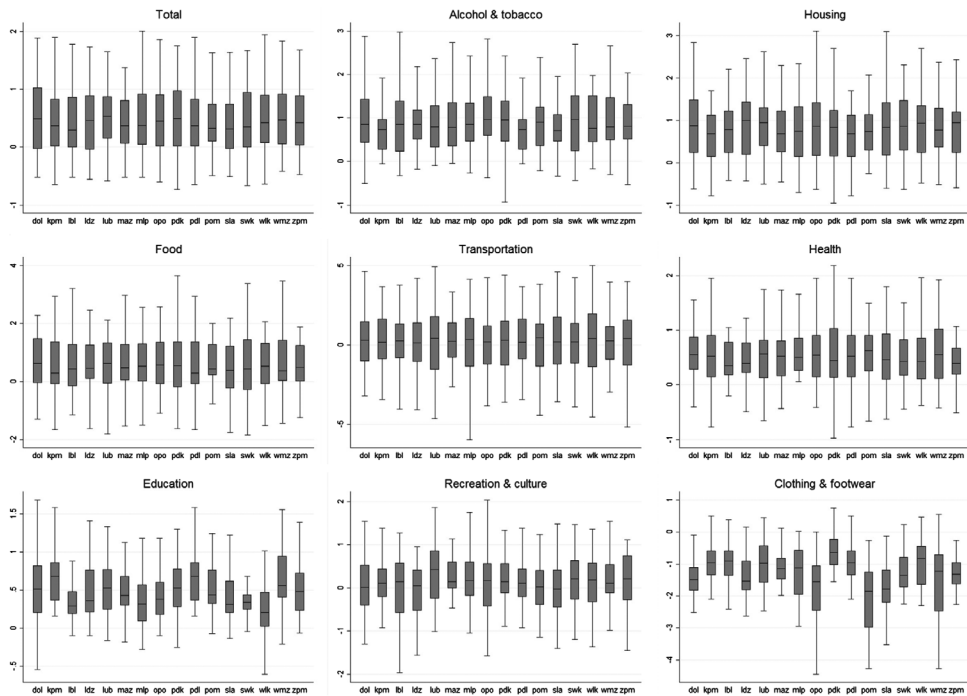 Total
2
1
0
-1
dol kpm lbl ldz lub maz mlp opo pdk pdl pom sla swk wlk wmz zpm
Alcohol & tobacco
3
2
1
0
-1
dol kpm lbl ldz lub maz mlp opo pdk pdl pom sla swk wlk wmz zpm
Housing
3
2
1
0
-1
dol kpm lbl ldz lub maz mlp opo pdk pdl pom sla swk wlk wmz zpm
Food
4
2
0
-2
dol kpm lbl ldz lub maz mlp opo pdk pdl pom sla swk wlk wmz zpm
Transportation
5
0
-5
dol kpm lbl ldz lub maz mlp opo pdk pdl pom sla swk wlk wmz zpm
Health
2
1
0
-1
dol kpm lbl ldz lub maz mlp opo pdk pdl pom sla swk wlk wmz zpm
Education
1.5
1
.5
0
-.5
dol kpm lbl ldz lub maz mlp opo pdk pdl pom sla swk wlk wmz zpm
Recreation & culture
2
1
0
-1
-2
dol kpm lbl ldz lub maz mlp opo pdk pdl pom sla swk wlk wmz zpm
Clothing & footwear
1
0
-1
-2
-3
-4
dol kpm lbl ldz lub maz mlp opo pdk pdl pom sla swk wlk wmz zpm